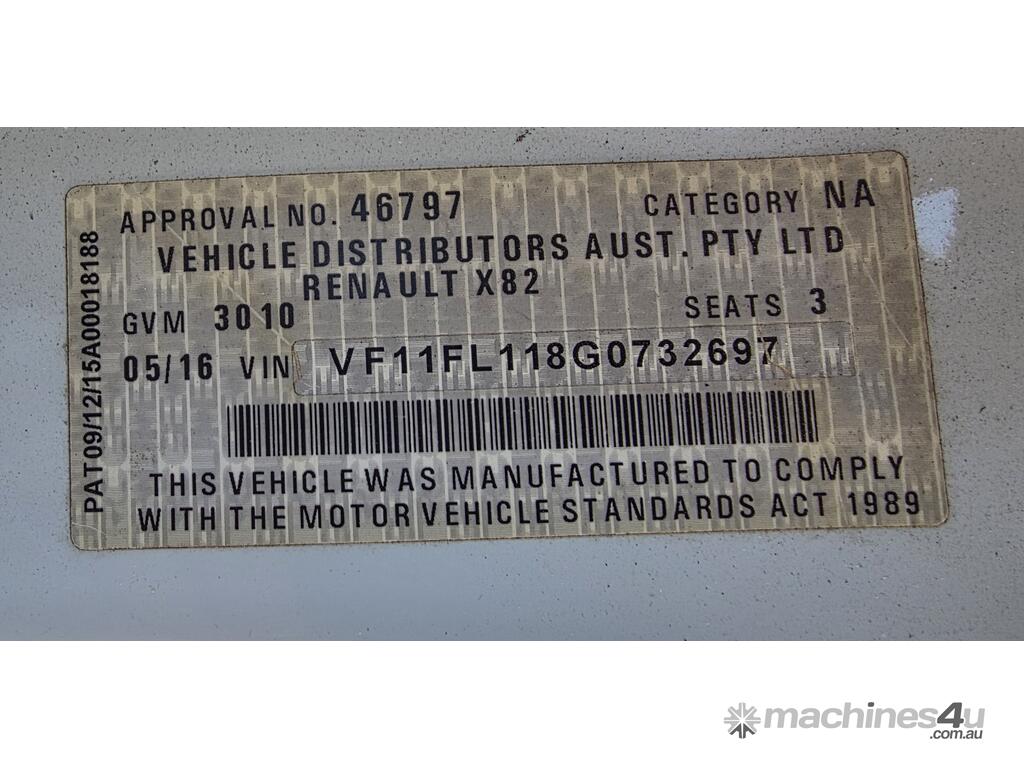 APPROVAL NO. 46797 CATEGORY NA
VEHICLE DISTRIBUTORS AUST. PTY LTD
RENAULT X82
GVM 3010 SEATS 3
05/16 VIN VF11FL118G0732697
THIS VEHICLE WAS MANUFACTURED TO COMPLY
WITH THE MOTOR VEHICLE STANDARDS ACT 1989
PAT09/12/15A00018188
machines4u
.com.au